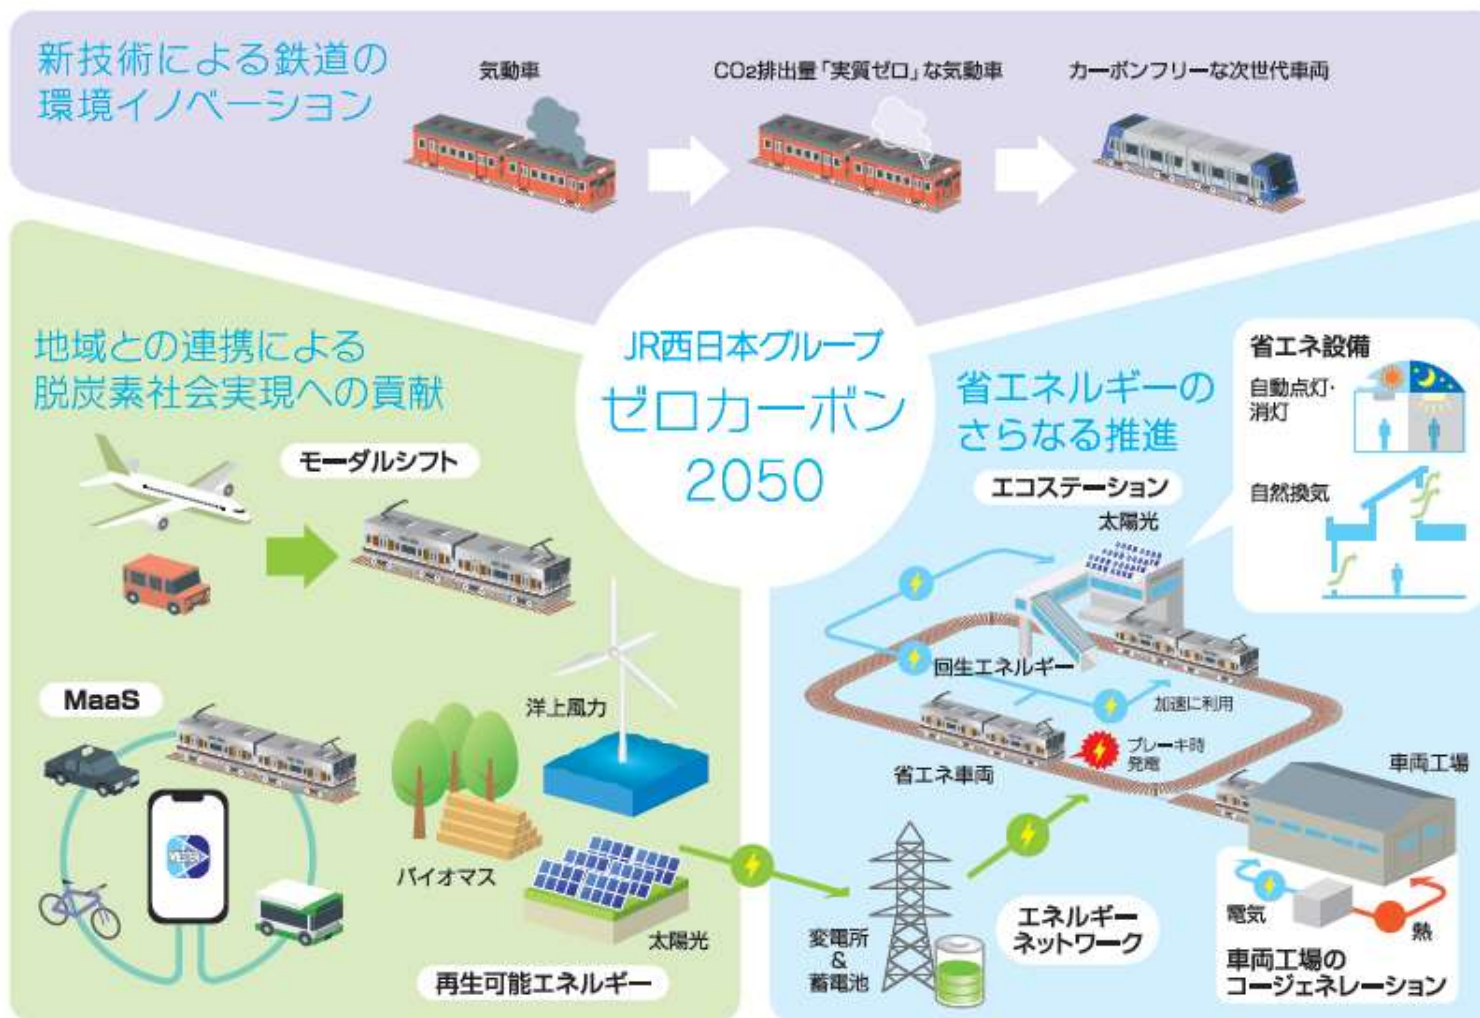 新技術による鉄道の
環境イノベーション
気動車
CO2排出量「実質ゼロ」な気動車
カーボンフリーな次世代車両
JR西日本グループ
ゼロカーボン
2050
地域との連携による
脱炭素社会実現への貢献
モーダルシフト
MaaS
洋上風力
バイオマス
太陽光
再生可能エネルギー
省エネルギーの
さらなる推進
エコステーション
太陽光
省エネ設備
自動点灯・
消灯
自然換気
回生エネルギー
加速に利用
ブレーキ時
発電
省エネ車両
車両工場
変電所
&
蓄電池
エネルギー
ネットワーク
電気
熱
車両工場の
コージェネレーション